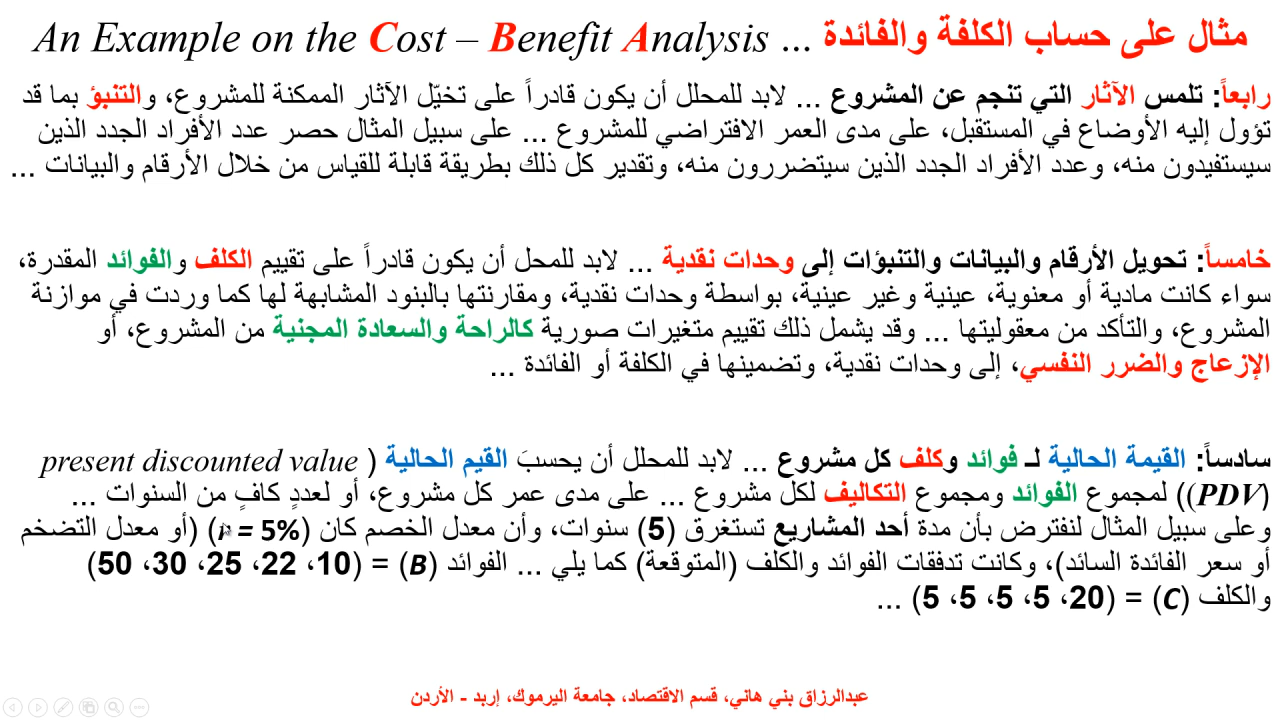 مثال على حساب الكلفة والفائدة ... An Example on the Cost – Benefit Analysis
رابعاً: تلمس الآثار التي تنجم عن المشروع ... لابد للمحلل أن يكون قادراً على تخيّل الآثار الممكنة للمشروع، والتنبؤ بما قد
تؤول إليه الأوضاع في المستقبل، على مدى العمر الافتراضي للمشروع ... على سبيل المثال حصر عدد الأفراد الجدد الذين
سيستفيدون منه، وعدد الأفراد الجدد الذين سيتضررون منه، وتقدير كل ذلك بطريقة قابلة للقياس من خلال الأرقام والبيانات ...
خامساً: تحويل الأرقام والبيانات والتنبؤات إلى وحدات نقدية ... لابد للمحل أن يكون قادراً على تقييم الكلف والفوائد المقدرة،
سواء كانت مادية أو معنوية، عينية وغير عينية، بواسطة وحدات نقدية، ومقارنتها بالبنود المشابهة لها كما وردت في موازنة
المشروع، والتأكد من معقوليتها ... وقد يشمل ذلك تقييم متغيرات صورية كالراحة والسعادة المجنية من المشروع، أو
الإزعاج والضرر النفسي، إلى وحدات نقدية، وتضمينها في الكلفة أو الفائدة ...
سادساً: القيمة الحالية لـ فوائد وكلف كل مشروع ... لابد للمحلل أن يحسبَ القيم الحالية (present discounted value
(PDV)) لمجموع الفوائد ومجموع التكاليف لكل مشروع ... على مدى عمر كل مشروع، أو لعددٍ كافٍ من السنوات ...
وعلى سبيل المثال لنفترض بأن مدة أحد المشاريع تستغرق (5) سنوات، وأن معدل الخصم كان (r = 5%) (أو معدل التضخم
أو سعر الفائدة السائد)، وكانت تدفقات الفوائد والكلف (المتوقعة) كما يلي ... الفوائد (B) = (10، 22، 25، 30، 50)
والكلف (C) = (20، 5، 5، 5، 5) ...
عبدالرزاق بني هاني، قسم الاقتصاد، جامعة اليرموك، إربد - الأردن